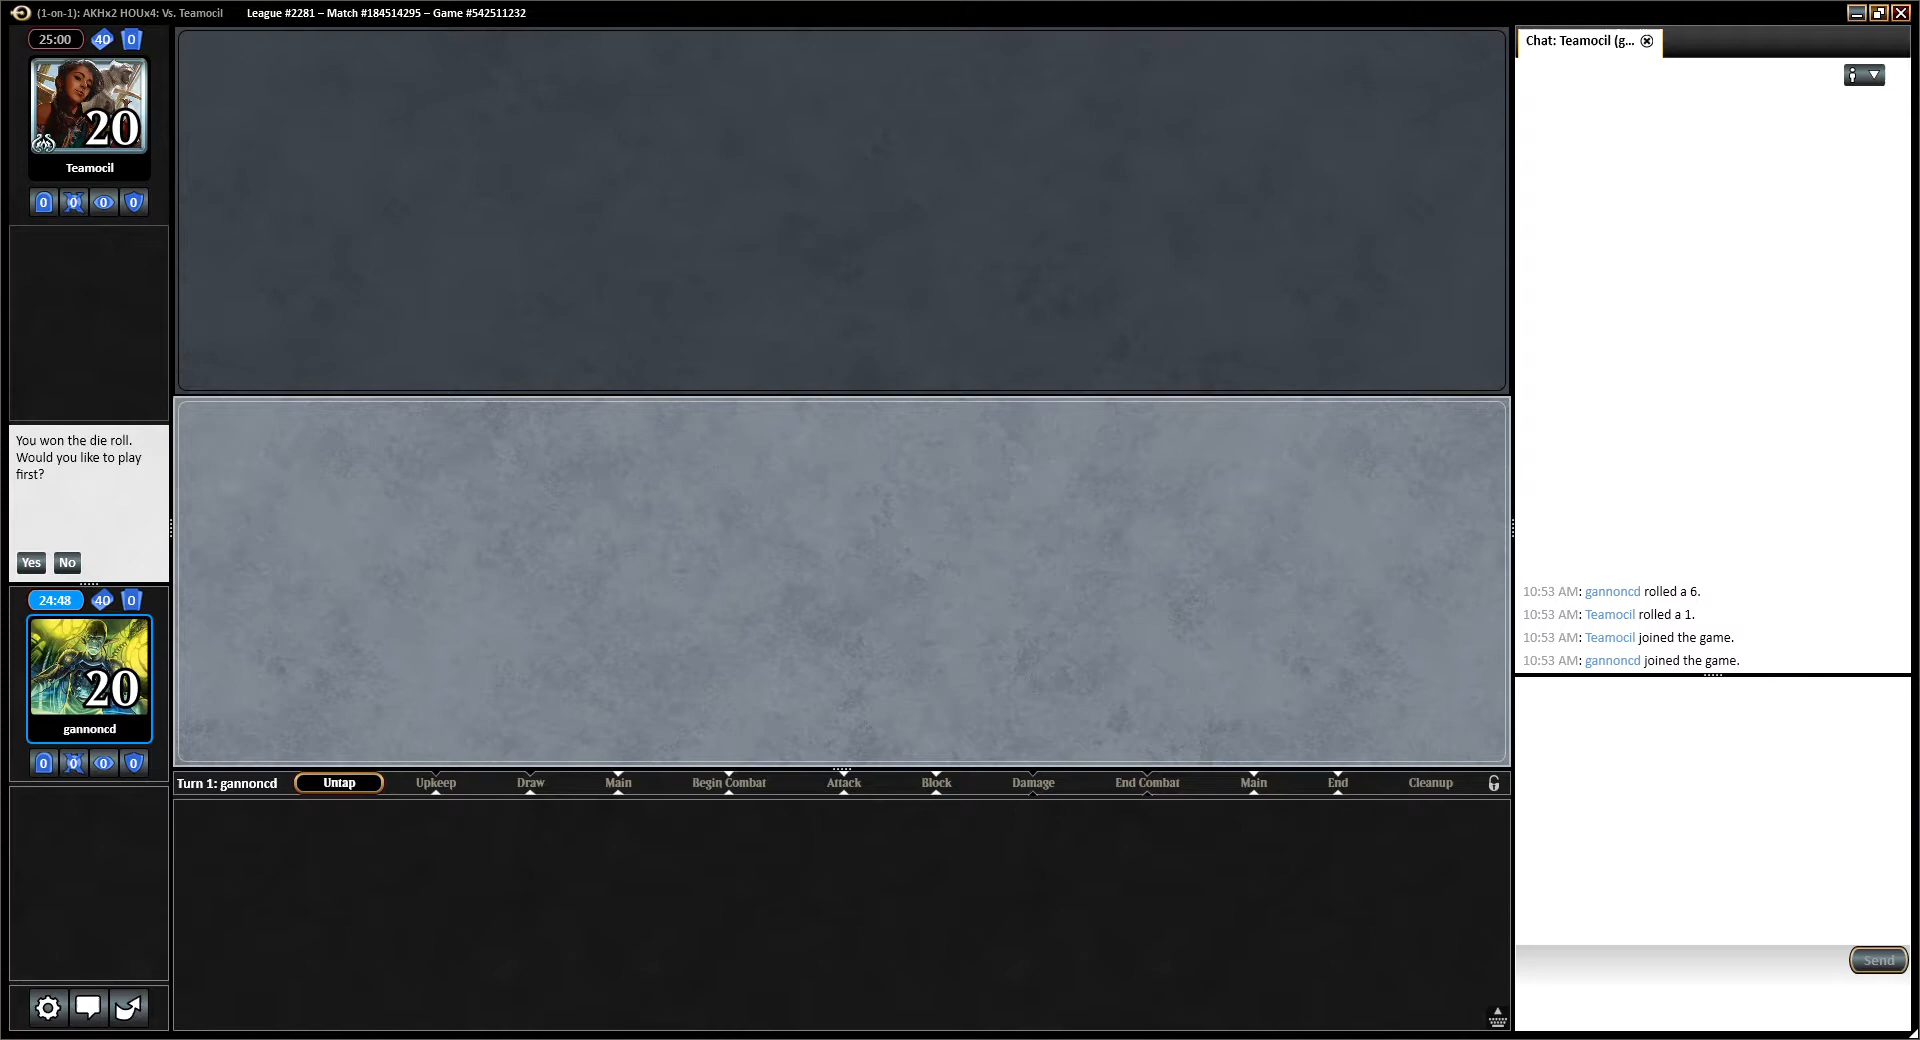 (1-on-1): AKHx2 HOUx4: Vs. Teamocil League #2281 – Match #184514295 – Game #542511232
25:00 40 0
20
Teamocil
0 0 0 0
You won the die roll.
Would you like to play
first?
Yes No
24:48 40 0
20
gannoncd
0 0 0 0
Turn 1: gannoncd Untap Upkeep Draw Main Begin Combat Attack Block Damage End Combat Main End Cleanup
Chat: Teamocil (g...
10:53 AM: gannoncd rolled a 6.
10:53 AM: Teamocil rolled a 1.
10:53 AM: Teamocil joined the game.
10:53 AM: gannoncd joined the game.
Send